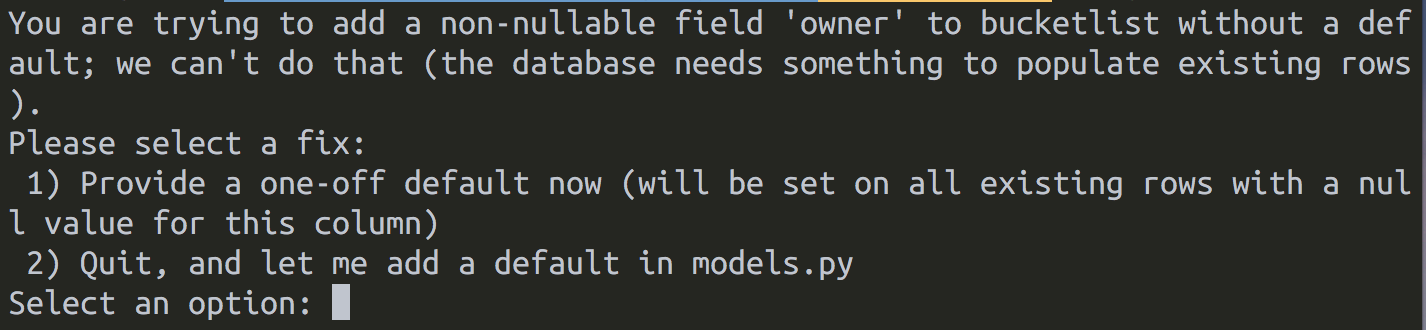 You are trying to add a non-nullable field 'owner' to bucketlist without a def
ault; we can't do that (the database needs something to populate existing rows
).
Please select a fix:
 1) Provide a one-off default now (will be set on all existing rows with a nul
l value for this column)
 2) Quit, and let me add a default in models.py
Select an option: